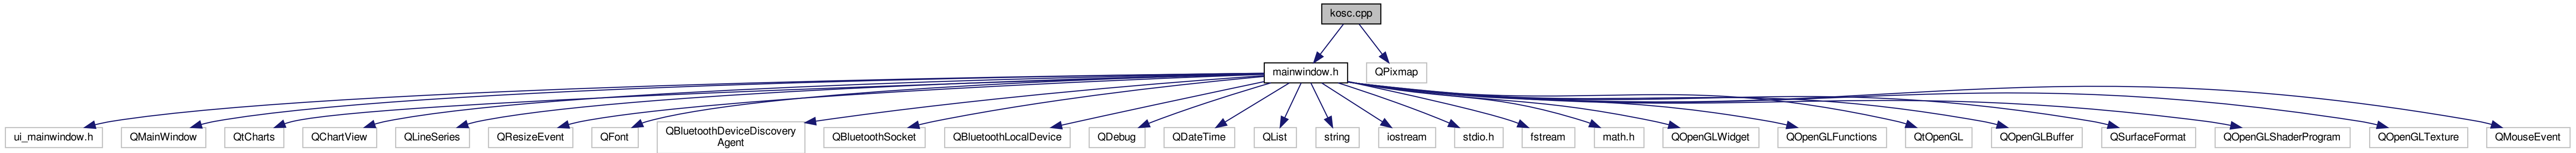 kosc.cpp
mainwindow.h
QPixmap
ui_mainwindow.h
QMainWindow
QtCharts
QChartView
QLineSeries
QResizeEvent
QFont
QBluetoothDeviceDiscovery
Agent
QBluetoothSocket
QBluetoothLocalDevice
QDebug
QDateTime
QList
string
iostream
stdio.h
fstream
math.h
QOpenGLWidget
QOpenGLFunctions
QtOpenGL
QOpenGLBuffer
QSurfaceFormat
QOpenGLShaderProgram
QOpenGLTexture
QMouseEvent